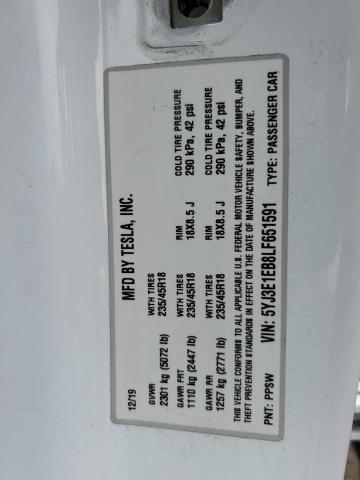 12/19 MFD BY TESLA, INC.
GVWR WITH TIRES RIM COLD TIRE PRESSURE
2301 kg (5072 lb) 235/45R18 18X8.5 J 290 kPa, 42 psi
GAWR FRT WITH TIRES RIM COLD TIRE PRESSURE
1110 kg (2447 lb) 235/45R18 18X8.5 J 290 kPa, 42 psi
GAWR RR WITH TIRES
1257 kg (2771 lb) 235/45R18
THIS VEHICLE CONFORMS TO ALL APPLICABLE U.S. FEDERAL MOTOR VEHICLE SAFETY, BUMPER, AND
THEFT PREVENTION STANDARDS IN EFFECT ON THE DATE OF MANUFACTURE SHOWN ABOVE.
PNT: PPSW VIN: 5YJ3E1EB8LF651591 TYPE: PASSENGER CAR